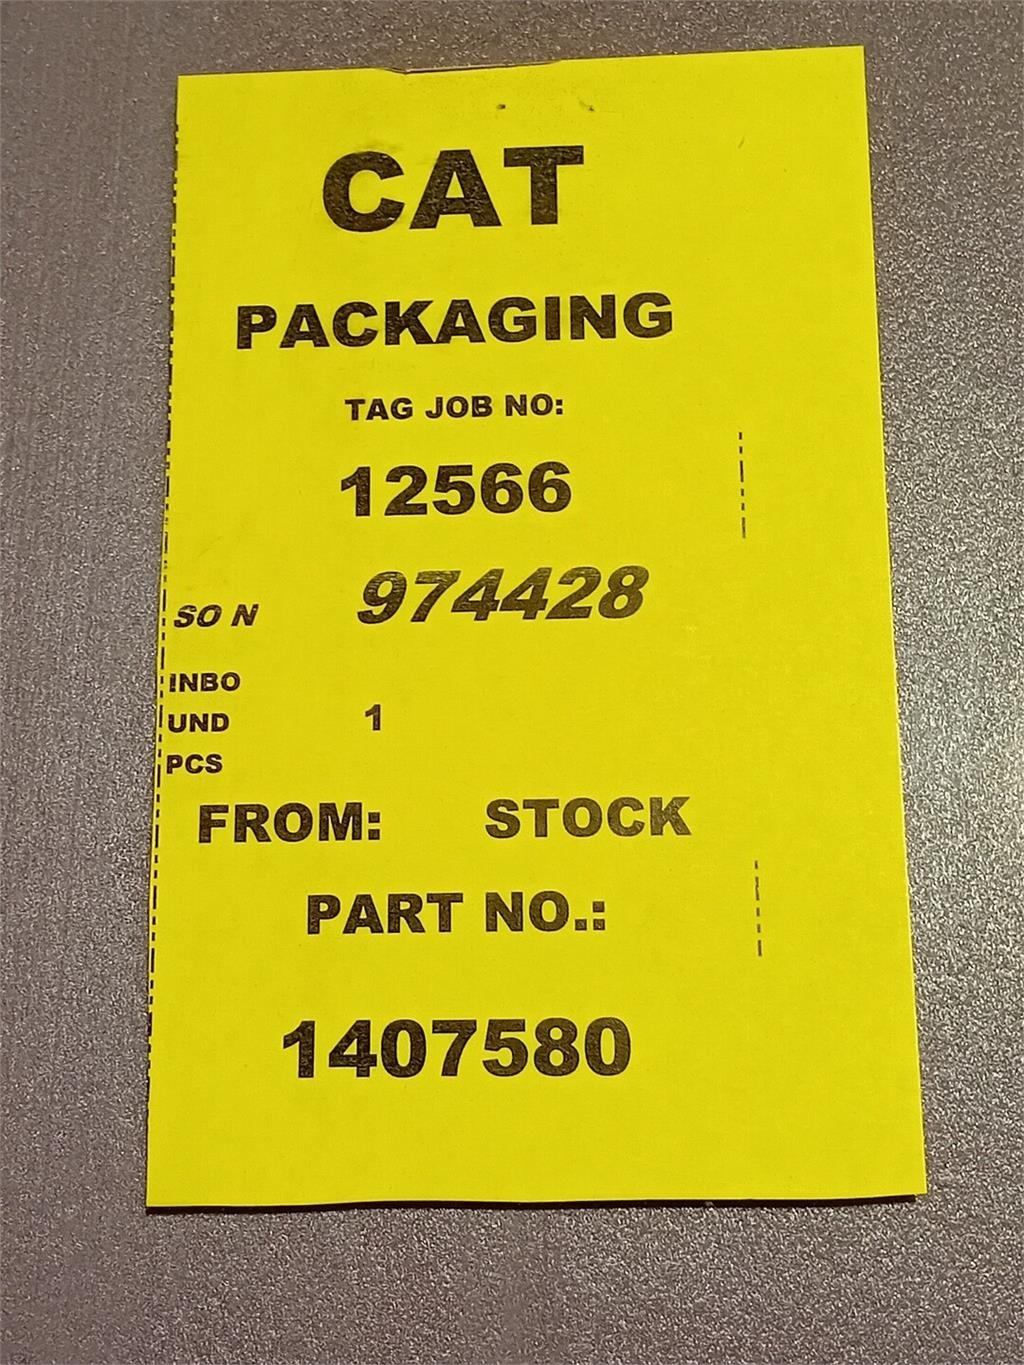 CAT
PACKAGING
TAG JOB NO:
12566
SO N 974428
INBO
UND 1
PCS
FROM: STOCK
PART NO.:
1407580